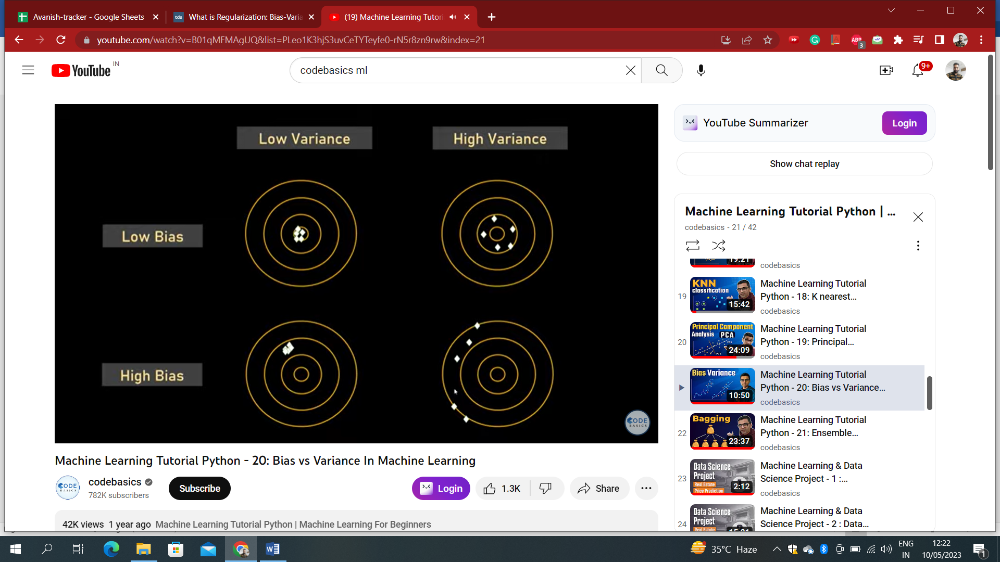 Avanish-tracker - Google Sheets
tds
What is Regularization: Bias-Varia
(19) Machine Learning Tutori
youtube.com/watch?v=B01qMFMAgUQ&list=PLeo1K3hjS3uvCeTYTeyfe0-rN5r8zn9rw&index=21
ABP
3
YouTube
IN
codebasics ml
9+
Low Variance
High Variance
Low Bias
High Bias
CODE
BASICS
YouTube Summarizer
Login
Show chat replay
Machine Learning Tutorial Python | ...
codebasics - 21 / 42
19:21
codebasics
19
KNN
classification
15:42
Machine Learning Tutorial
Python - 18: K nearest...
codebasics
20
Principal Component
Analysis PCA
24:09
Machine Learning Tutorial
Python - 19: Principal...
codebasics
Bias Variance
10:50
Machine Learning Tutorial
Python - 20: Bias vs Variance...
codebasics
22
Bagging
23:37
Machine Learning Tutorial
Python - 21: Ensemble...
codebasics
23
Data Science
Project
Real Estate
Price Prediction
2:12
Machine Learning & Data
Science Project - 1 :...
codebasics
24
Data Science
Project
Real Estate
Machine Learning & Data
Science Project - 2 : Data...
Machine Learning Tutorial Python - 20: Bias vs Variance In Machine Learning
CODE
BASICS
codebasics
782K subscribers
Subscribe
Login
1.3K
Share
42K views 1 year ago Machine Learning Tutorial Python | Machine Learning For Beginners
35°C Haze
ENG
IN
12:22
10/05/2023
1